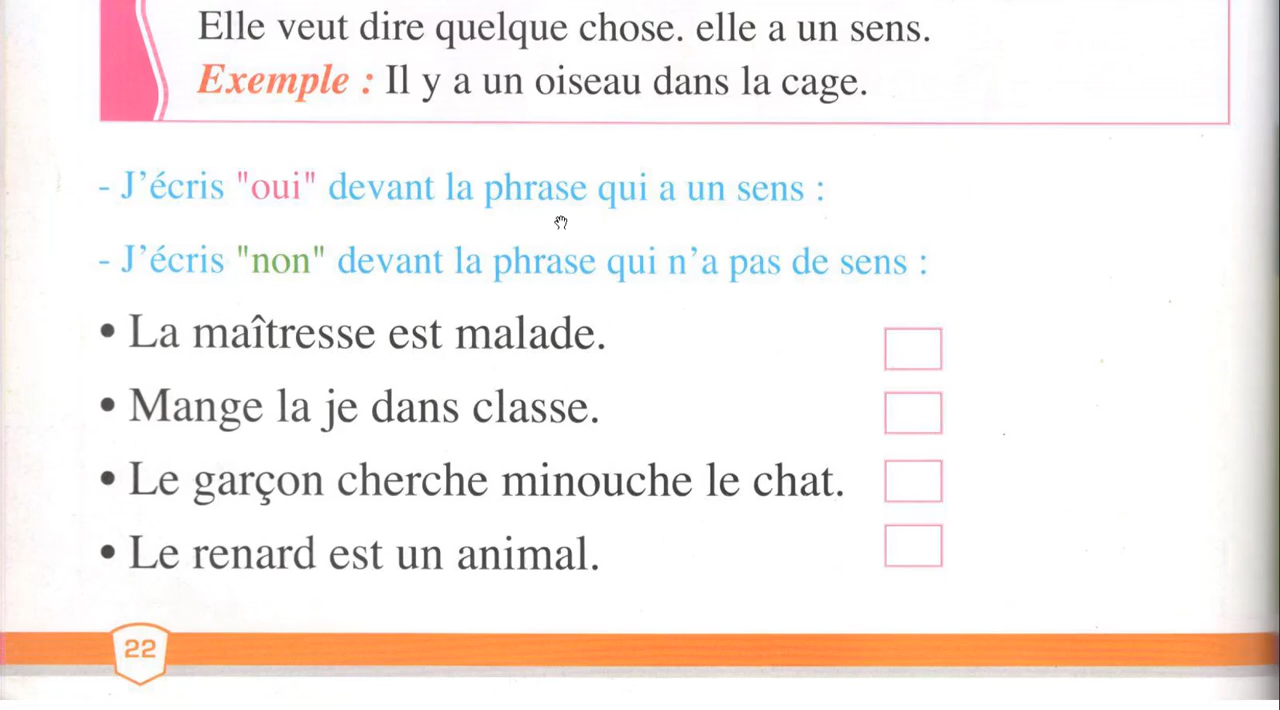 Elle veut dire quelque chose. elle a un sens.
Exemple : Il y a un oiseau dans la cage.
- J'écris "oui" devant la phrase qui a un sens :
- J'écris "non" devant la phrase qui n'a pas de sens :
• La maîtresse est malade.
• Mange la je dans classe.
• Le garçon cherche minouche le chat.
• Le renard est un animal.
22